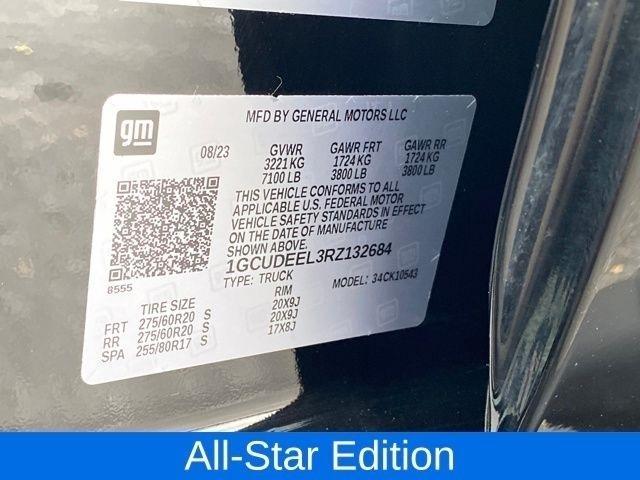 MFD BY GENERAL MOTORS LLC
gm
08/23 GVWR GAWR FRT GAWR RR
3221 KG 1724 KG 1724 KG
7100 LB 3800 LB 3800 LB
THIS VEHICLE CONFORMS TO ALL
APPLICABLE U.S. FEDERAL MOTOR
VEHICLE SAFETY STANDARDS IN EFFECT
ON THE DATE OF MANUFACTURE
SHOWN ABOVE.
8555
1GCUDEEL3RZ132684
TYPE: TRUCK MODEL: 34CK10543
TIRE SIZE RIM
FRT 275/60R20 S 20X9J
RR 275/60R20 S 20X9J
SPA 255/80R17 S 17X8J
All-Star Edition